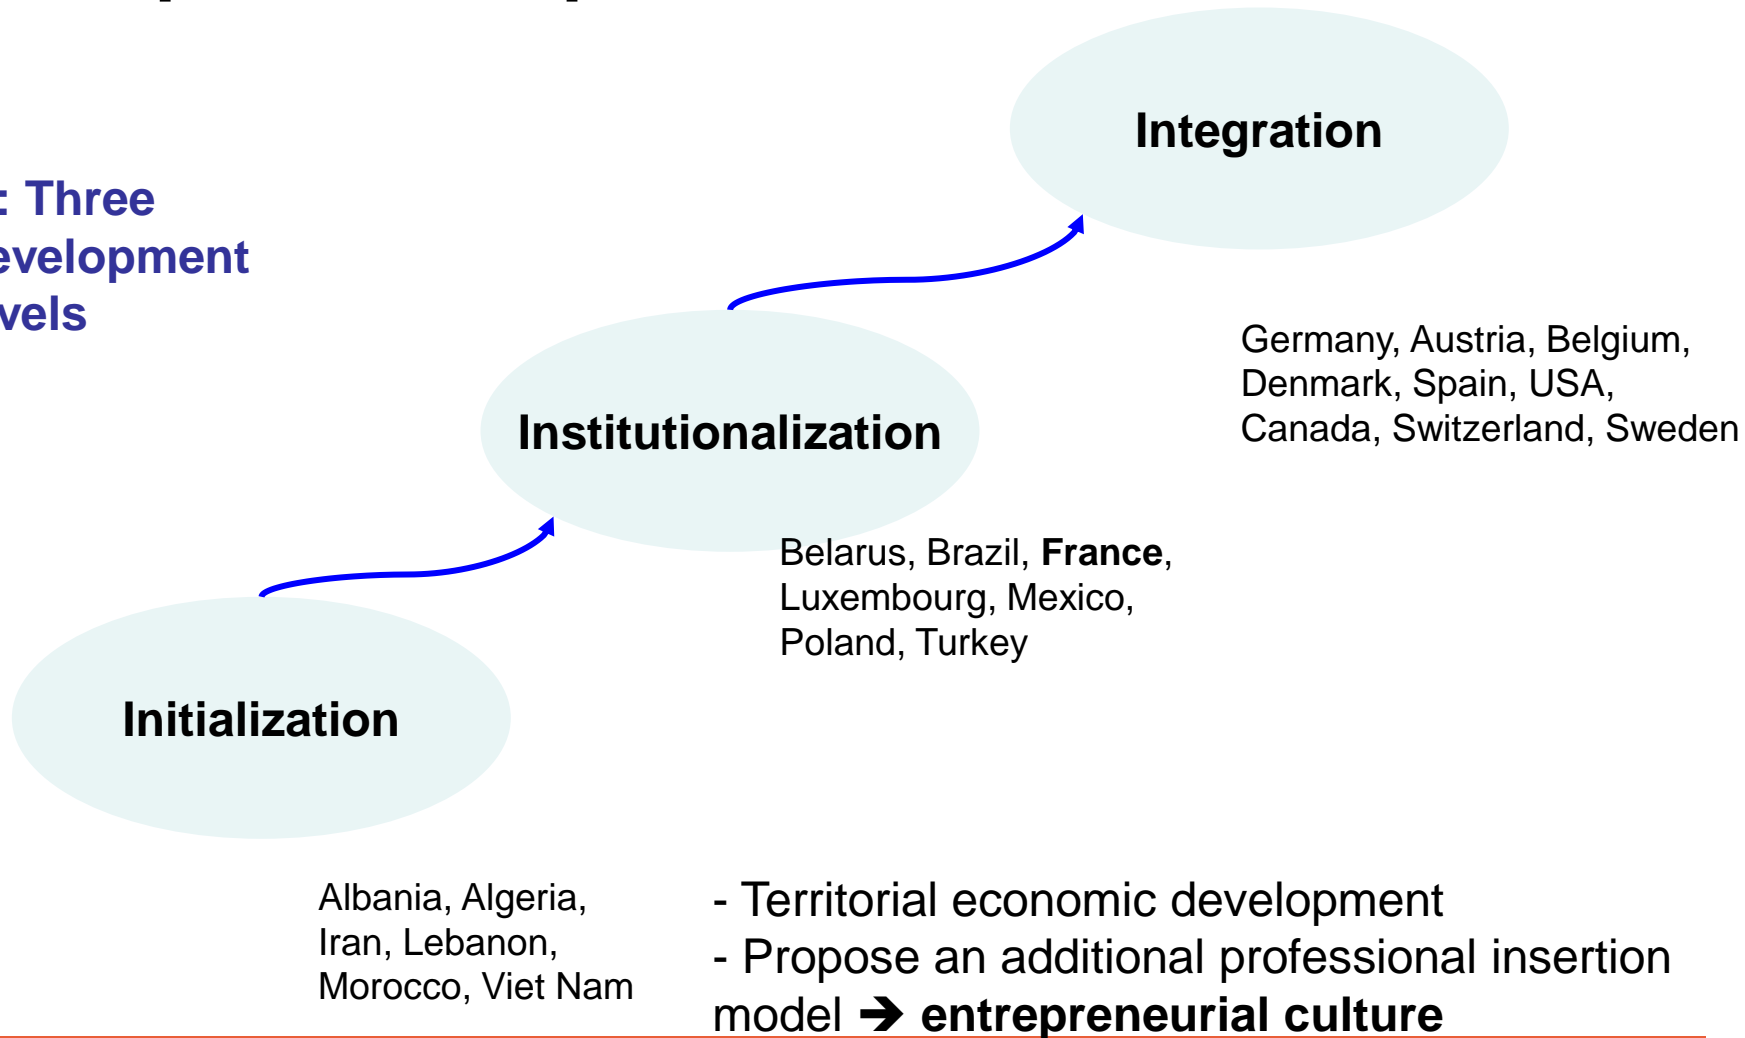 Integration
: Three
evelopment
vels
Germany, Austria, Belgium,
Denmark, Spain, USA,
Canada, Switzerland, Sweden
Institutionalization
Belarus, Brazil, France,
Luxembourg, Mexico,
Poland, Turkey
Initialization
Albania, Algeria,
Iran, Lebanon,
Morocco, Viet Nam
- Territorial economic development
- Propose an additional professional insertion
model ➔ entrepreneurial culture